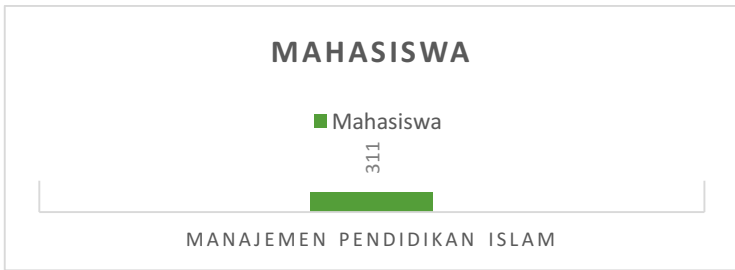 MAHASISWA
Mahasiswa
311
MANAJEMEN PENDIDIKAN ISLAM